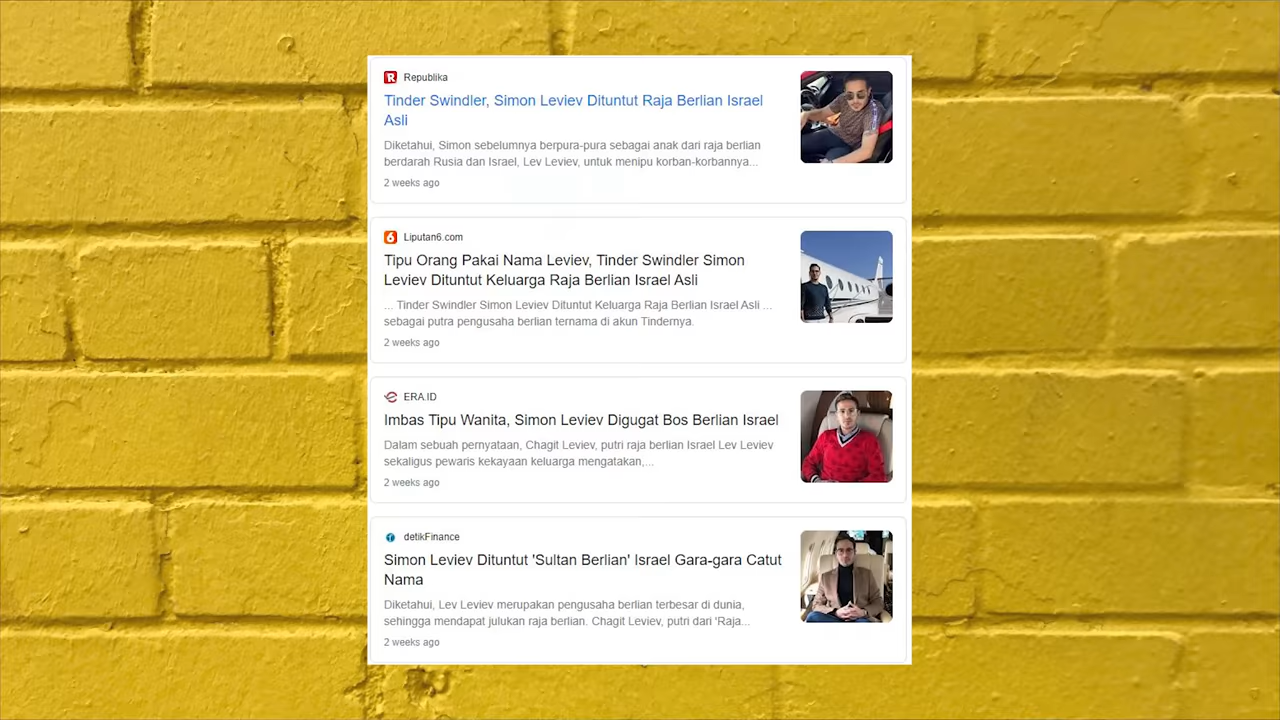 Republika
Tinder Swindler, Simon Leviev Dituntut Raja Berlian Israel
Asli
Diketahui, Simon sebelumnya berpura-pura sebagai anak dari raja berlian
berdarah Rusia dan Israel, Lev Leviev, untuk menipu korban-korbannya...
2 weeks ago
Liputan6.com
Tipu Orang Pakai Nama Leviev, Tinder Swindler Simon
Leviev Dituntut Keluarga Raja Berlian Israel Asli
... Tinder Swindler Simon Leviev Dituntut Keluarga Raja Berlian Israel Asli ...
sebagai putra pengusaha berlian ternama di akun Tindernya.
2 weeks ago
ERA.ID
Imbas Tipu Wanita, Simon Leviev Digugat Bos Berlian Israel
Dalam sebuah pernyataan, Chagit Leviev, putri raja berlian Israel Lev Leviev
sekaligus pewaris kekayaan keluarga mengatakan,...
2 weeks ago
detikFinance
Simon Leviev Dituntut 'Sultan Berlian' Israel Gara-gara Catut
Nama
Diketahui, Lev Leviev merupakan pengusaha berlian terbesar di dunia,
sehingga mendapat julukan raja berlian. Chagit Leviev, putri dari 'Raja...
2 weeks ago